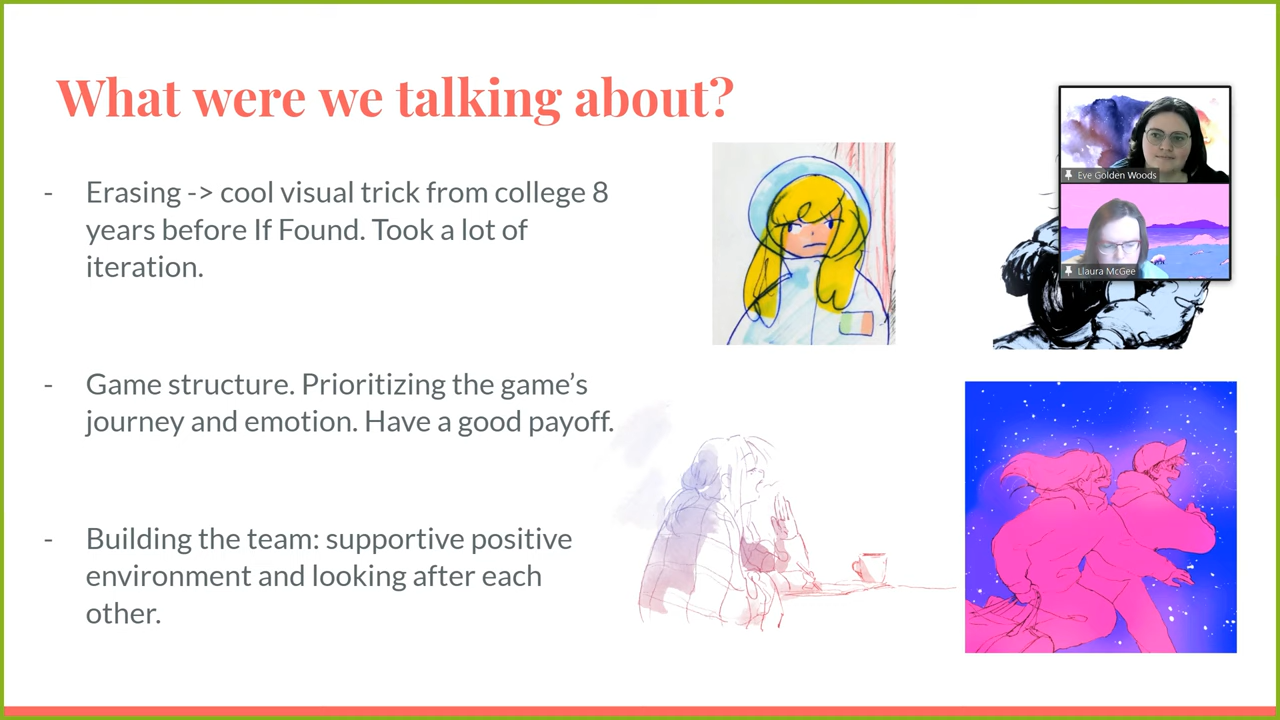 What were we talking about?
- Erasing -> cool visual trick from college 8
years before If Found. Took a lot of
iteration.
- Game structure. Prioritizing the game’s
journey and emotion. Have a good payoff.
- Building the team: supportive positive
environment and looking after each
other.
Eve Golden Woods
Llaura McGee